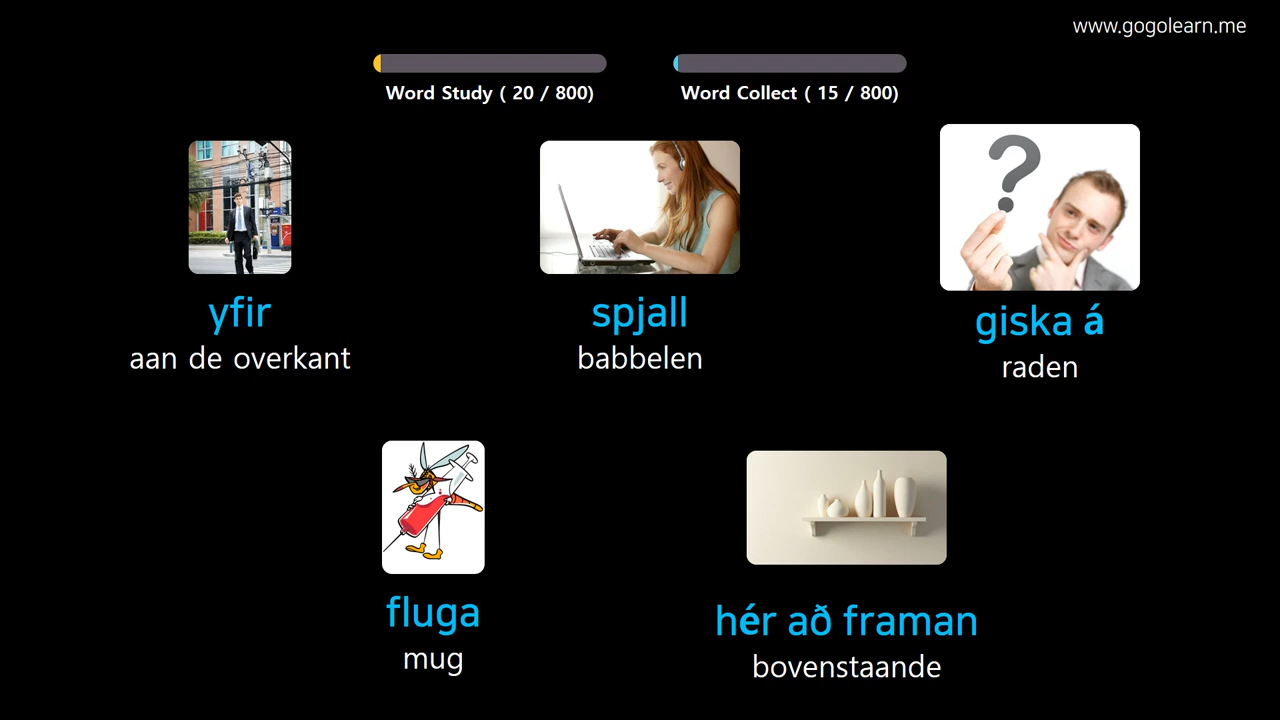 www.gogolearn.me
Word Study ( 20 / 800)
Word Collect ( 15 / 800)
yfir
aan de overkant
spjall
babbelen
giska á
raden
fluga
mug
hér að framan
bovenstaande